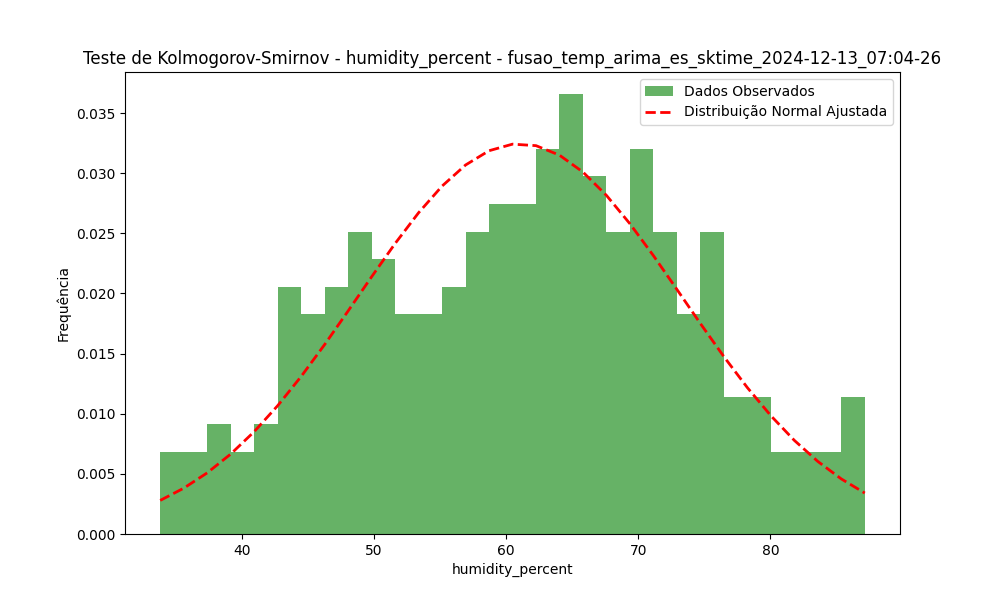 Teste de Kolmogorov-Smirnov - humidity_percent - fusao_temp_arima_es_sktime_2024-12-13_07:04-26
Dados Observados
Distribuição Normal Ajustada
Frequência
0.035
0.030
0.025
0.020
0.015
0.010
0.005
0.000
40 50 60 70 80
humidity_percent